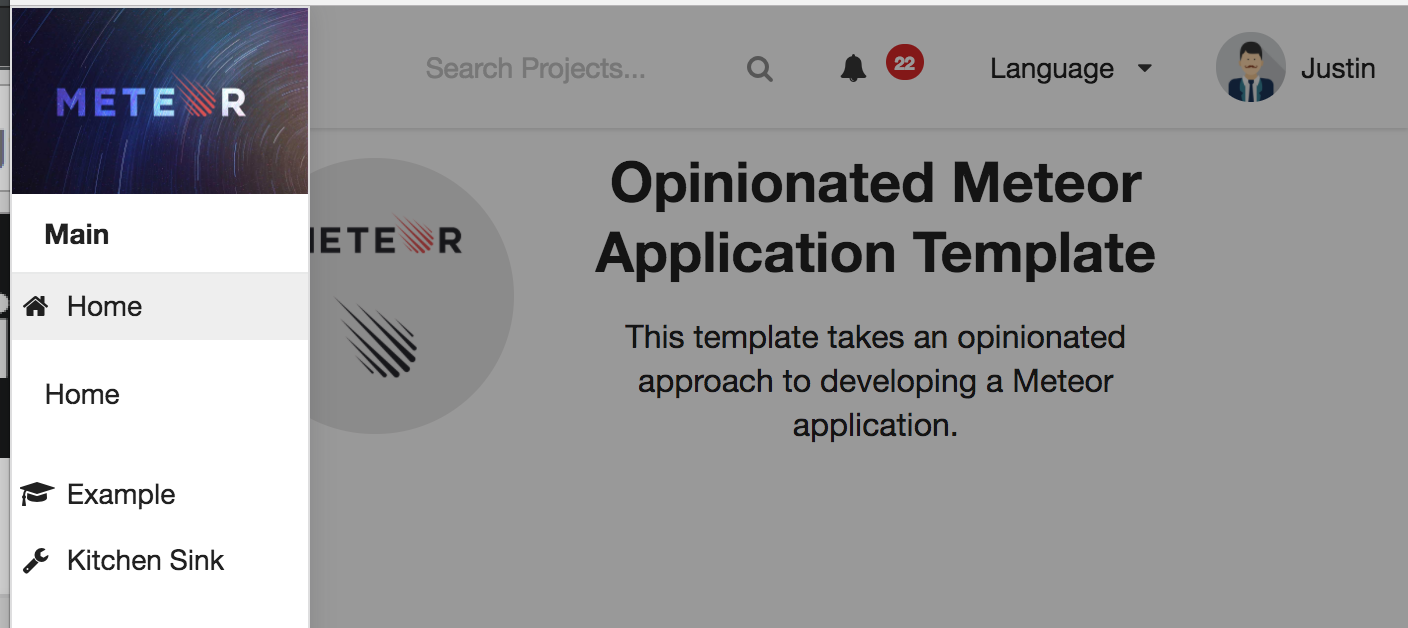 METEOR
Main
Home
Home
Example
Kitchen Sink
Search Projects...
22
Language
Justin
METEOR
Opinionated Meteor
Application Template
This template takes an opinionated
approach to developing a Meteor
application.